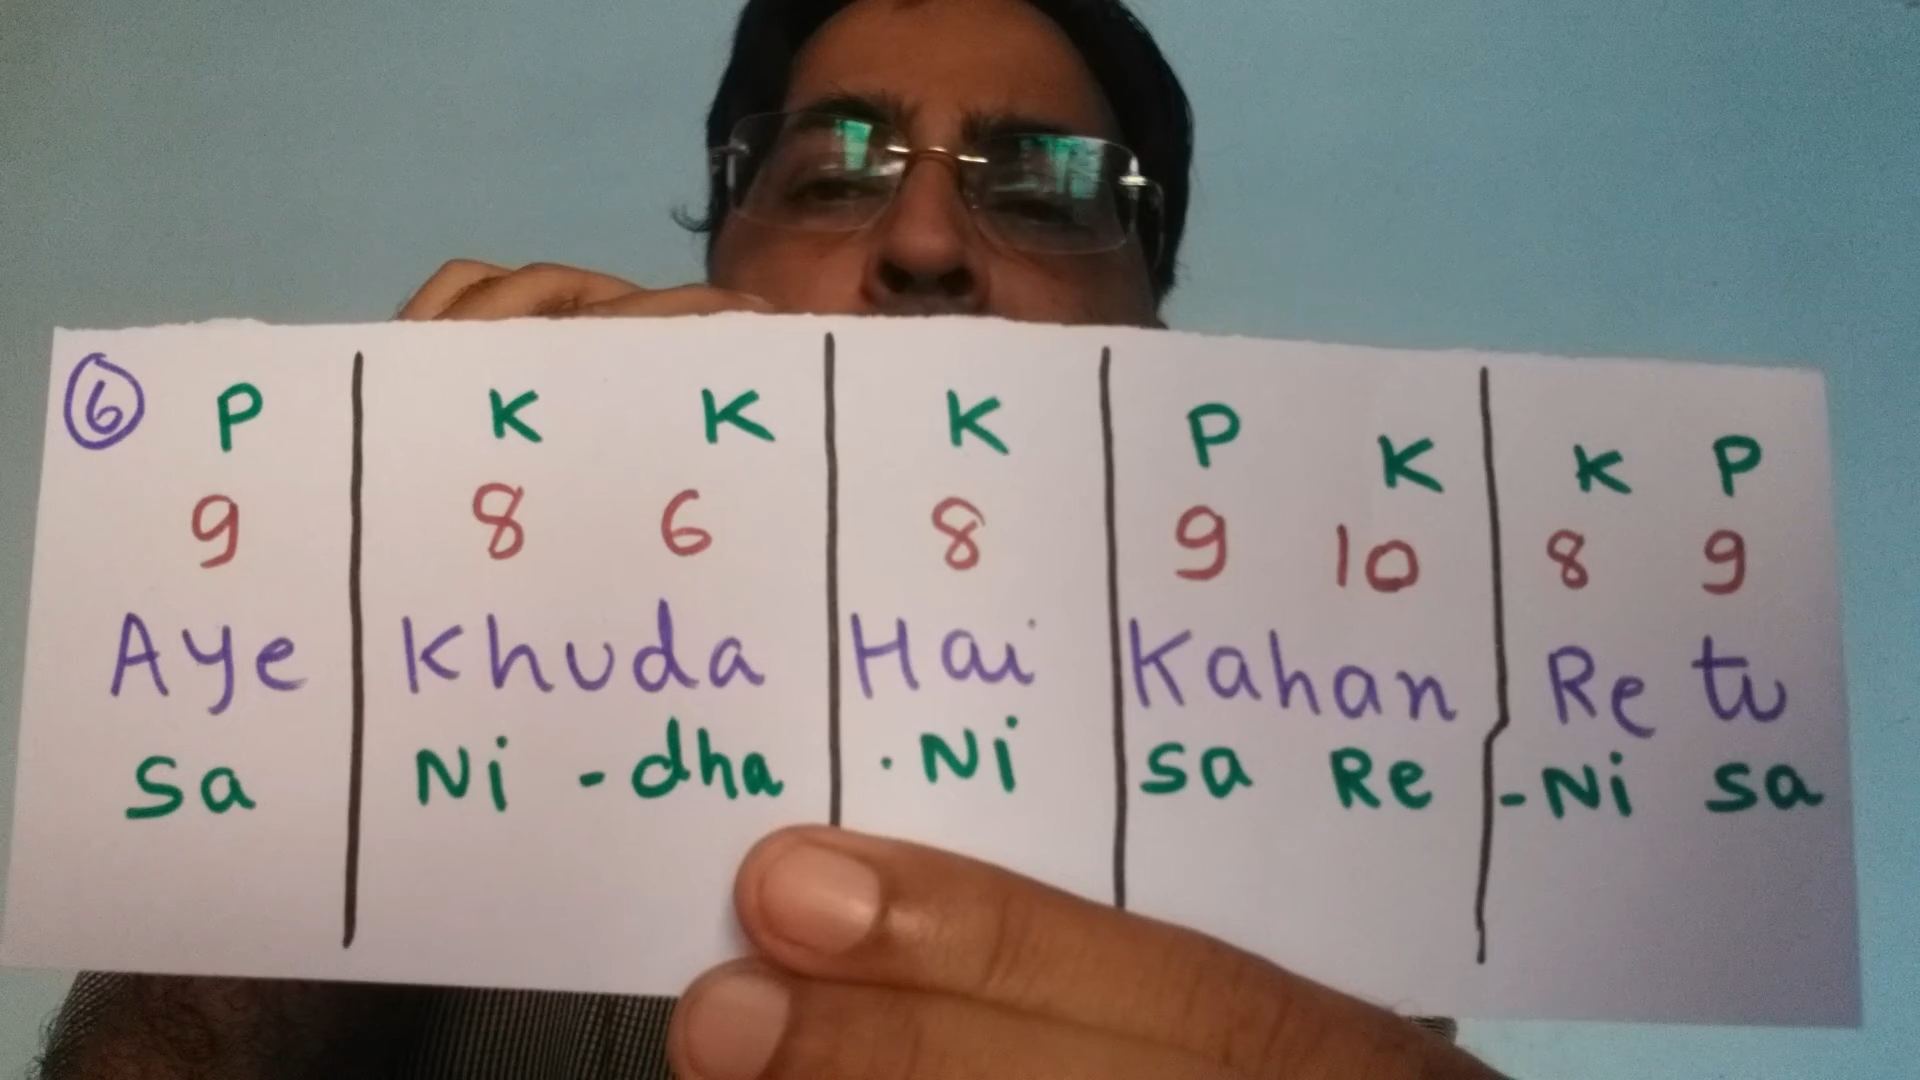 6 P K K K P K K P
9 8 6 8 9 10 8 9
Aye Khuda Hai Kahan Re tu
Sa Ni - dha . Ni Sa Re - Ni Sa